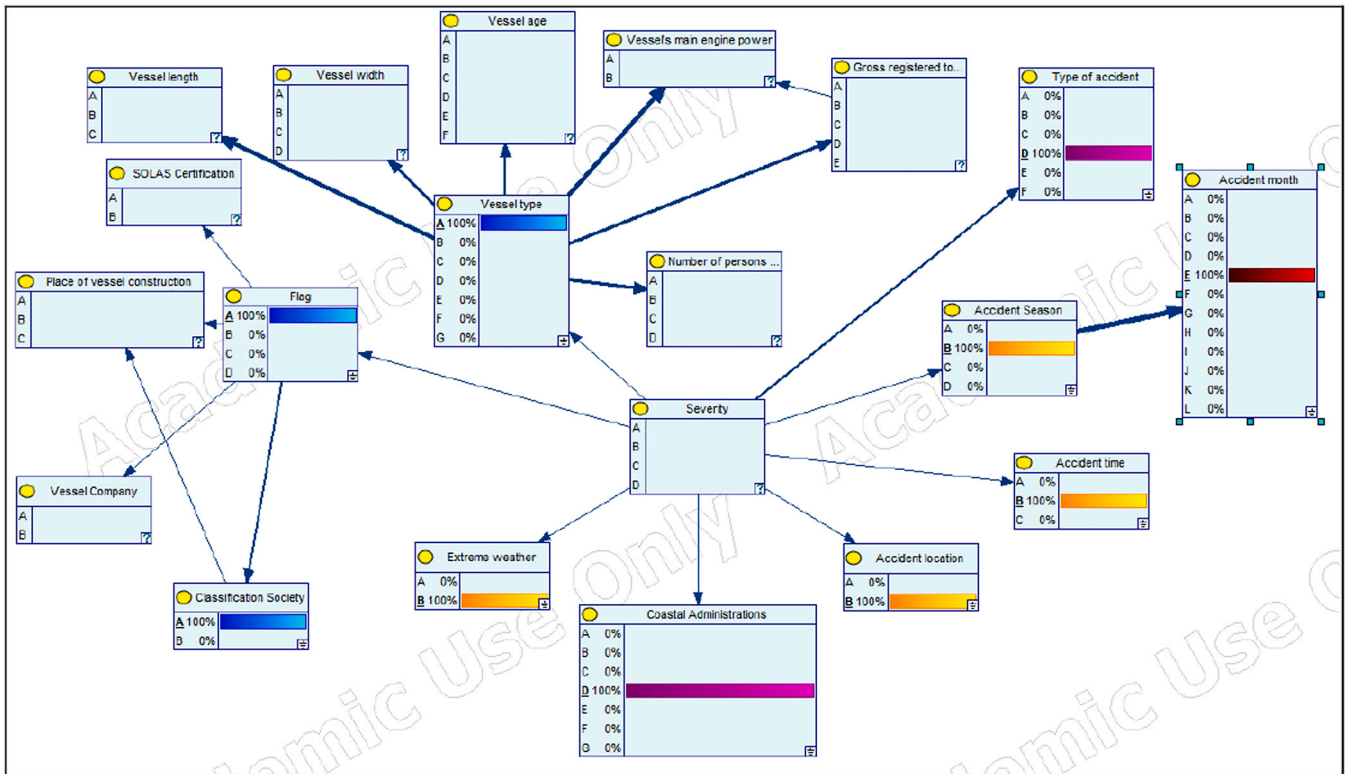 Vessel age
A
B
C
D
E
F
Vessel's main engine power
A
B
?
Vessel length
A
B
C
?
Vessel width
A
B
C
D
?
Gross registered to...
A
B
C
D
E
?
Type of accident
A 0%
B 0%
C 0%
D 100%
E 0%
F 0%
SOLAS Certification
A
B
?
Vessel type
A 100%
B 0%
C 0%
D 0%
E 0%
F 0%
G 0%
Accident month
A 0%
B 0%
C 0%
D 0%
E 100%
F 0%
G 0%
H 0%
I 0%
J 0%
K 0%
L 0%
Number of persons ...
A
B
C
D
?
Place of vessel construction
A
B
C
?
Flag
A 100%
B 0%
C 0%
D 0%
Accident Season
A 0%
B 100%
C 0%
D 0%
Severity
A
B
C
D
?
Accident time
A 0%
B 100%
C 0%
Vessel Company
A
B
?
Extreme weather
A 0%
B 100%
Accident location
A 0%
B 100%
Classification Society
A 100%
B 0%
Coastal Administrations
A 0%
B 0%
C 0%
D 100%
E 0%
F 0%
G 0%
Academic Use Only